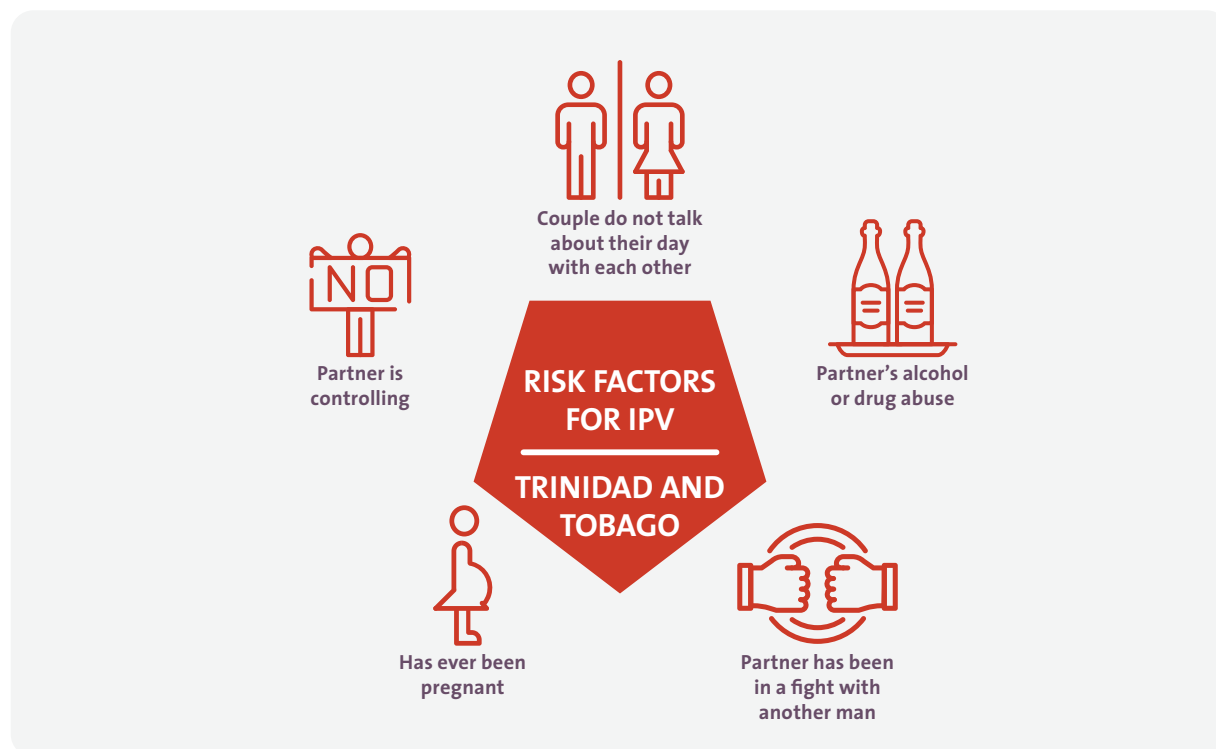 Couple do not talk
about their day
with each other
Partner's alcohol
or drug abuse
Partner has been
in a fight with
another man
Has ever been
pregnant
NO
Partner is
controlling
RISK FACTORS
FOR IPV
TRINIDAD AND
TOBAGO